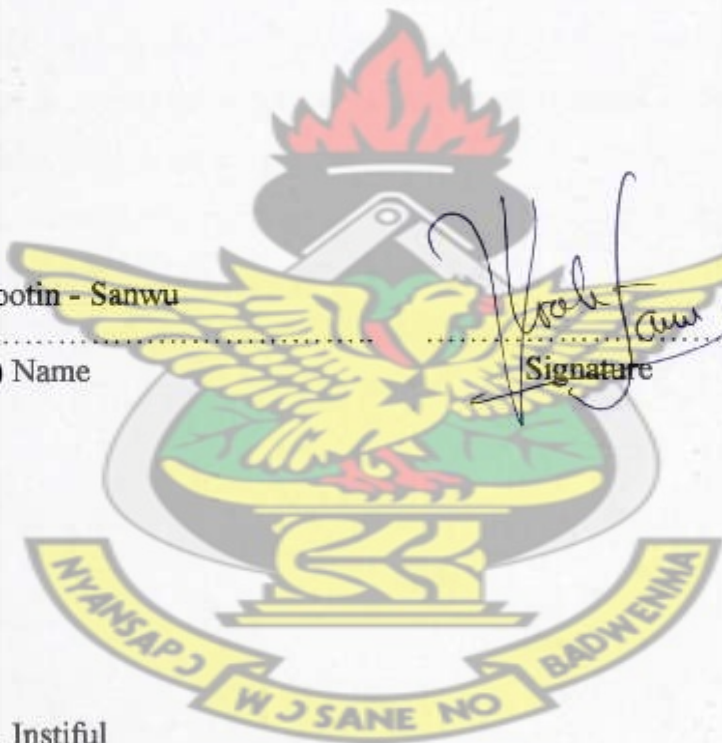 ootin - Sanwu
) Name
Signature
NYANSAPƆ WƆSANE NO BADWENMA
Instiful